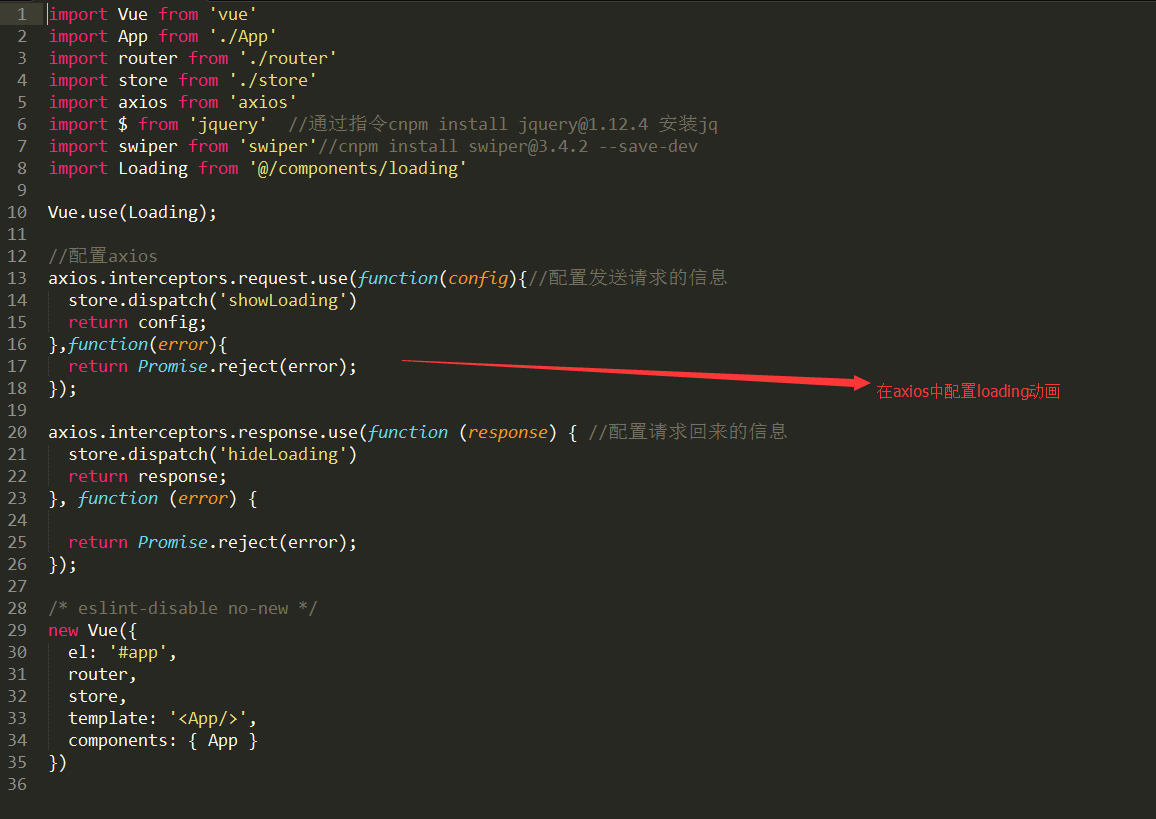 1 import Vue from 'vue'
2 import App from './App'
3 import router from './router'
4 import store from './store'
5 import axios from 'axios'
6 import $ from 'jquery'  //通过指令cnpm install jquery@1.12.4 安装jq
7 import swiper from 'swiper'//cnpm install swiper@3.4.2 --save-dev
8 import Loading from '@/components/loading'
9
10 Vue.use(Loading);
11
12 //配置axios
13 axios.interceptors.request.use(function(config){//配置发送请求的信息
14   store.dispatch('showLoading')
15   return config;
16 },function(error){
17   return Promise.reject(error);
18 });
在axios中配置loading动画
19
20 axios.interceptors.response.use(function (response) { //配置请求回来的信息
21   store.dispatch('hideLoading')
22   return response;
23 }, function (error) {
24
25   return Promise.reject(error);
26 });
27
28 /* eslint-disable no-new */
29 new Vue({
30   el: '#app',
31   router,
32   store,
33   template: '<App/>',
34   components: { App }
35 })
36